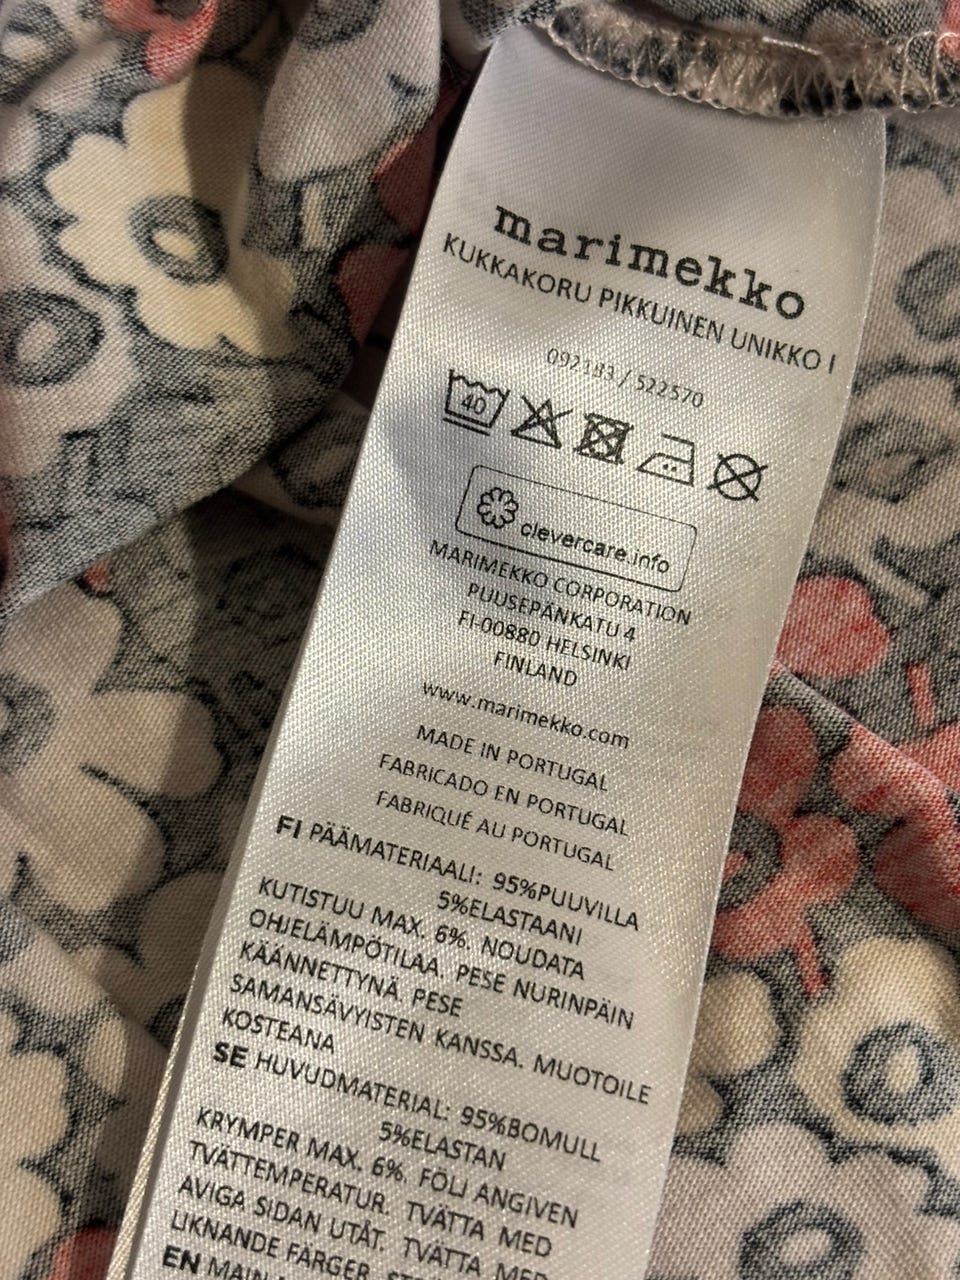 marimekko
KUKKAKORU PIKKUINEN UNIKKO I
092183 / 522570
40
clevercare.info
MARIMEKKO CORPORATION
PUUSEPÄNKATU 4
FI-00880 HELSINKI
FINLAND
www.marimekko.com
MADE IN PORTUGAL
FABRICADO EN PORTUGAL
FABRIQUÉ AU PORTUGAL
FI PÄÄMATERIAALI: 95%PUUVILLA
5%ELASTAANI
KUTISTUU MAX. 6%. NOUDATA
OHJELÄMPÖTILAA. PESE NURINPÄIN
KÄÄNNETTYNÄ. PESE
SAMANSÄVYISTEN KANSSA. MUOTOILE
KOSTEANA
SE HUVUDMATERIAL: 95%BOMULL
5%ELASTAN
KRYMPER MAX. 6%. FÖLJ ANGIVEN
TVÄTTEMPERATUR. TVÄTTA MED
AVIGA SIDAN UTÅT. TVÄTTA MED
LIKNANDE FÄRGER.
EN MAIN